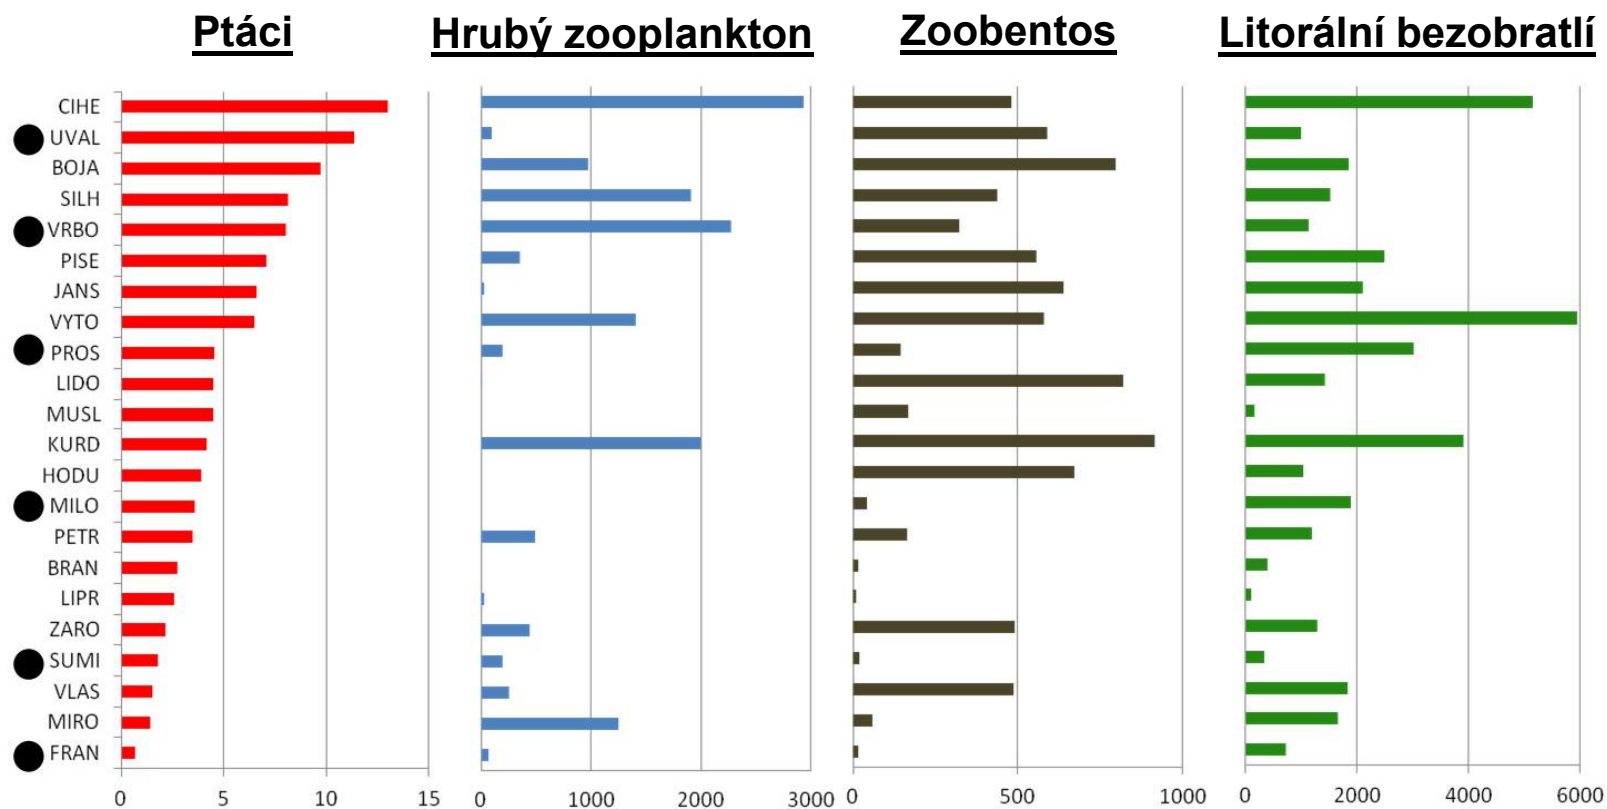 Ptáci Hrubý zooplankton Zoobentos Litorální bezobratlí
CIHE
UVAL
BOJA
SILH
VRBO
PISE
JANS
VYTO
PROS
LIDO
MUSL
KURD
HODU
MILO
PETR
BRAN
LIPR
ZARO
SUMI
VLAS
MIRO
FRAN
0 5 10 15 0 1000 2000 3000 0 500 1000 0 2000 4000 6000